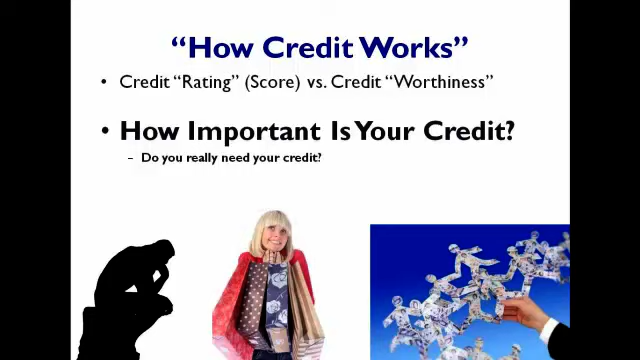 “How Credit Works”
• Credit “Rating” (Score) vs. Credit “Worthiness”
• How Important Is Your Credit?
– Do you really need your credit?